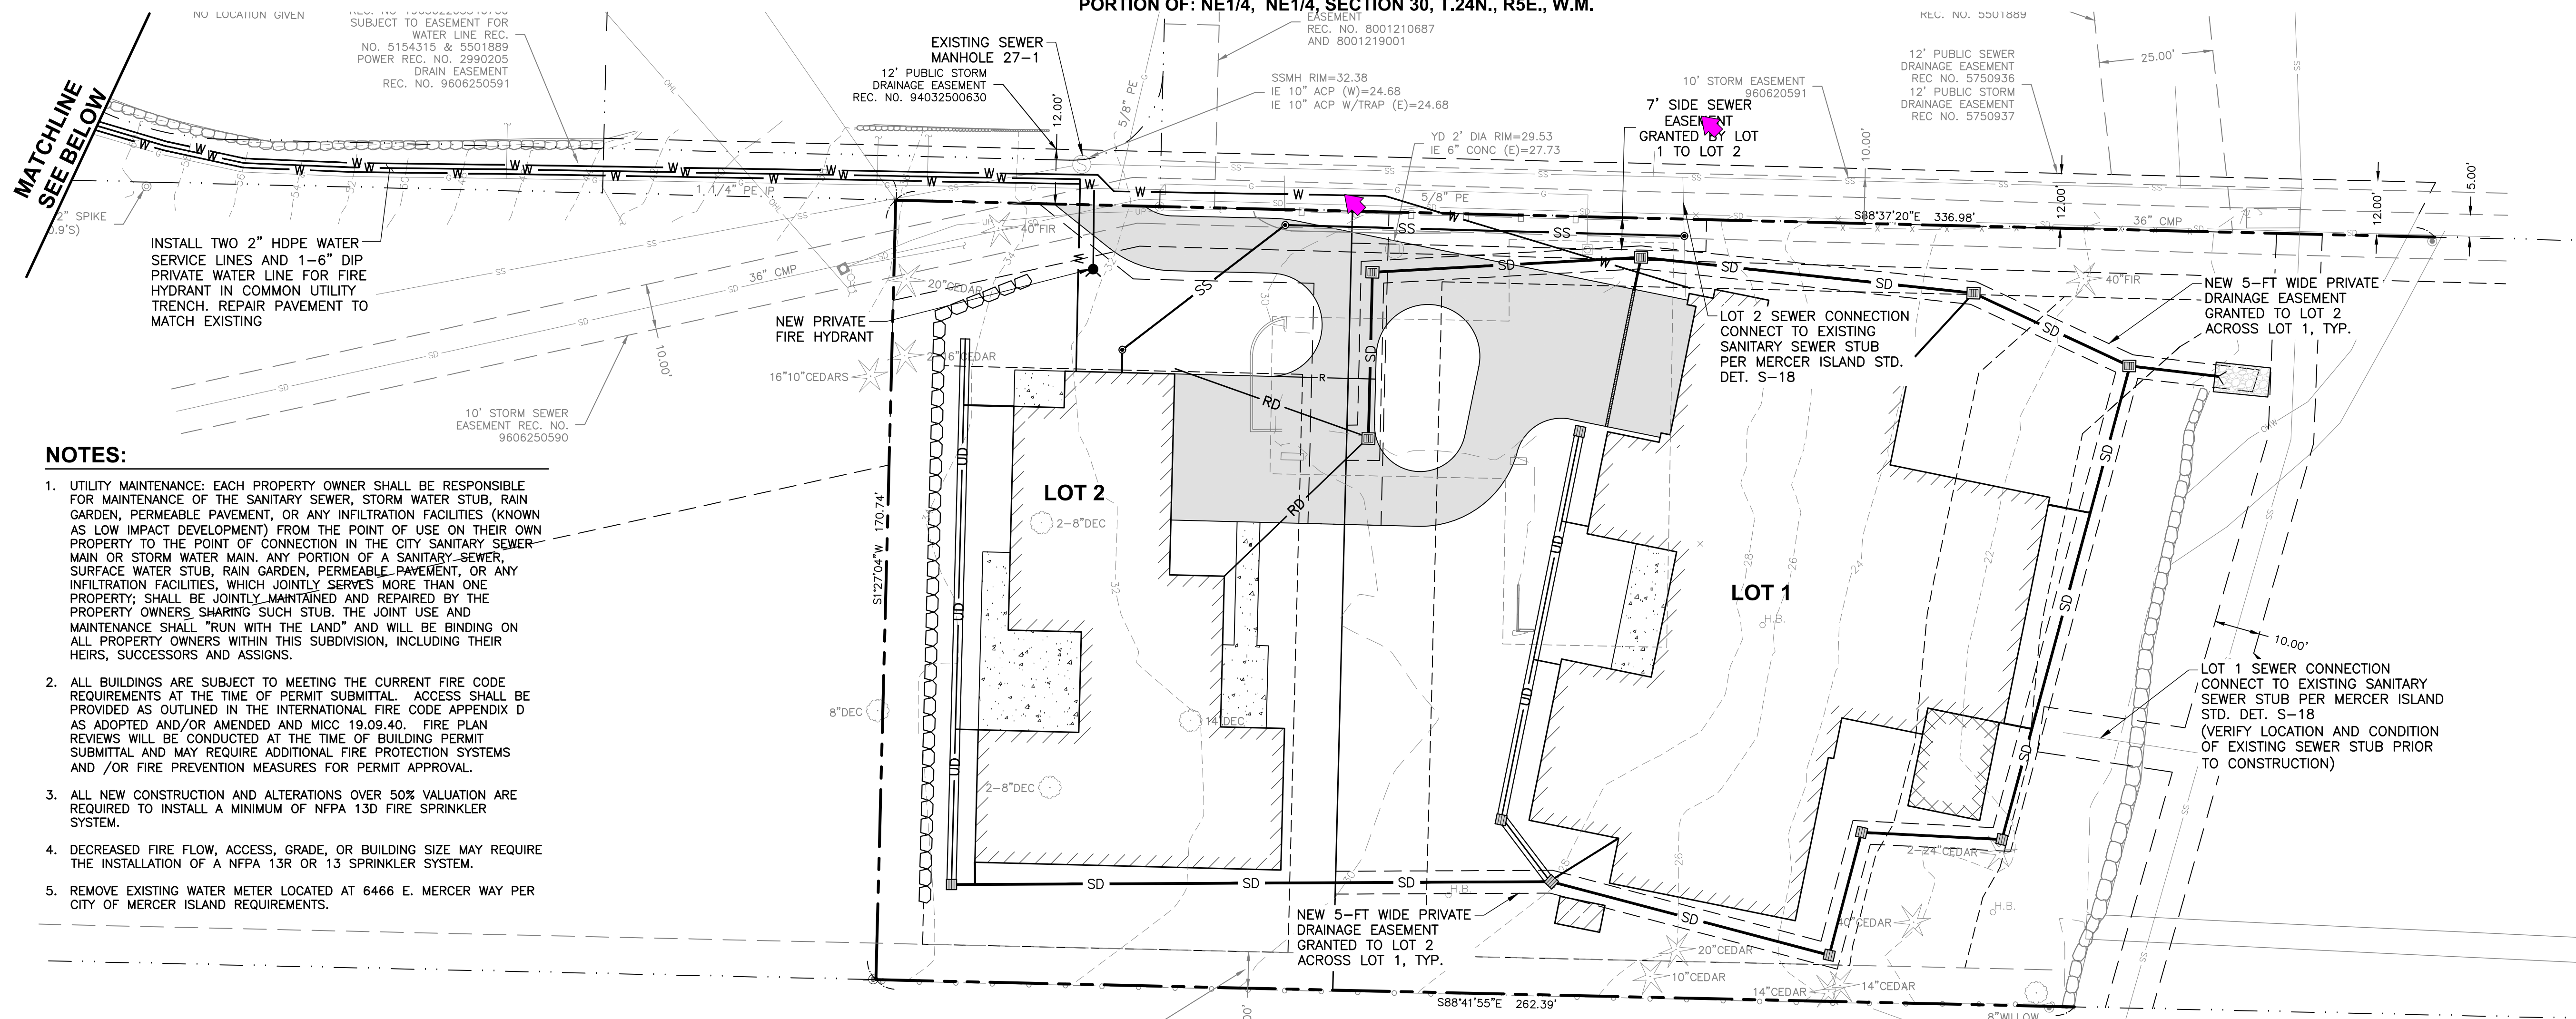 PORTION OF: NE1/4, NE1/4, SECTION 30, T.24N., R5E., W.M.
NO LOCATION GIVEN
SUBJECT TO EASEMENT FOR
WATER LINE REC.
NO. 5154315 & 5501889
POWER REC. NO. 2990205
DRAIN EASEMENT
REC. NO. 9606250591
EXISTING SEWER
MANHOLE 27-1
12' PUBLIC STORM
DRAINAGE EASEMENT
REC. NO. 94032500630
12.00'
5/8" PE
EASEMENT
REC. NO. 8001210687
AND 8001219001
SSMH RIM=32.38
IE 10" ACP (W)=24.68
IE 10" ACP W/TRAP (E)=24.68
YD 2' DIA RIM=29.53
IE 6" CONC (E)=27.73
7' SIDE SEWER
EASEMENT
GRANTED BY LOT
1 TO LOT 2
10' STORM EASEMENT
960620591
10.00'
REC. NO. 5501889
12' PUBLIC SEWER
DRAINAGE EASEMENT
REC NO. 5750936
12' PUBLIC STORM
DRAINAGE EASEMENT
REC NO. 5750937
25.00'
MATCHLINE
SEE BELOW
1 1/4" PE IP
5/8" PE
S88°37'20"E 336.98'
12.00'
36" CMP
12.00'
5.00'
2" SPIKE
0.9'S)
INSTALL TWO 2" HDPE WATER
SERVICE LINES AND 1-6" DIP
PRIVATE WATER LINE FOR FIRE
HYDRANT IN COMMON UTILITY
TRENCH. REPAIR PAVEMENT TO
MATCH EXISTING
36" CMP
10.00'
40"FIR
20"CEDAR
NEW PRIVATE
FIRE HYDRANT
2-16"CEDAR
16"10"CEDARS
10' STORM SEWER
EASEMENT REC. NO.
9606250590
LOT 2 SEWER CONNECTION
CONNECT TO EXISTING
SANITARY SEWER STUB
PER MERCER ISLAND STD.
DET. S-18
40"FIR
NEW 5-FT WIDE PRIVATE
DRAINAGE EASEMENT
GRANTED TO LOT 2
ACROSS LOT 1, TYP.
NOTES:
1. UTILITY MAINTENANCE: EACH PROPERTY OWNER SHALL BE RESPONSIBLE
FOR MAINTENANCE OF THE SANITARY SEWER, STORM WATER STUB, RAIN
GARDEN, PERMEABLE PAVEMENT, OR ANY INFILTRATION FACILITIES (KNOWN
AS LOW IMPACT DEVELOPMENT) FROM THE POINT OF USE ON THEIR OWN
PROPERTY TO THE POINT OF CONNECTION IN THE CITY SANITARY SEWER
MAIN OR STORM WATER MAIN. ANY PORTION OF A SANITARY SEWER,
SURFACE WATER STUB, RAIN GARDEN, PERMEABLE PAVEMENT, OR ANY
INFILTRATION FACILITIES, WHICH JOINTLY SERVES MORE THAN ONE
PROPERTY; SHALL BE JOINTLY MAINTAINED AND REPAIRED BY THE
PROPERTY OWNERS SHARING SUCH STUB. THE JOINT USE AND
MAINTENANCE SHALL "RUN WITH THE LAND" AND WILL BE BINDING ON
ALL PROPERTY OWNERS WITHIN THIS SUBDIVISION, INCLUDING THEIR
HEIRS, SUCCESSORS AND ASSIGNS.
2. ALL BUILDINGS ARE SUBJECT TO MEETING THE CURRENT FIRE CODE
REQUIREMENTS AT THE TIME OF PERMIT SUBMITTAL. ACCESS SHALL BE
PROVIDED AS OUTLINED IN THE INTERNATIONAL FIRE CODE APPENDIX D
AS ADOPTED AND/OR AMENDED AND MICC 19.09.40. FIRE PLAN
REVIEWS WILL BE CONDUCTED AT THE TIME OF BUILDING PERMIT
SUBMITTAL AND MAY REQUIRE ADDITIONAL FIRE PROTECTION SYSTEMS
AND /OR FIRE PREVENTION MEASURES FOR PERMIT APPROVAL.
3. ALL NEW CONSTRUCTION AND ALTERATIONS OVER 50% VALUATION ARE
REQUIRED TO INSTALL A MINIMUM OF NFPA 13D FIRE SPRINKLER
SYSTEM.
4. DECREASED FIRE FLOW, ACCESS, GRADE, OR BUILDING SIZE MAY REQUIRE
THE INSTALLATION OF A NFPA 13R OR 13 SPRINKLER SYSTEM.
5. REMOVE EXISTING WATER METER LOCATED AT 6466 E. MERCER WAY PER
CITY OF MERCER ISLAND REQUIREMENTS.
S1°27'04"W 170.74'
LOT 2
2-8"DEC
8"DEC
14"DEC
2-8"DEC
LOT 1
H.B.
10.00'
LOT 1 SEWER CONNECTION
CONNECT TO EXISTING SANITARY
SEWER STUB PER MERCER ISLAND
STD. DET. S-18
(VERIFY LOCATION AND CONDITION
OF EXISTING SEWER STUB PRIOR
TO CONSTRUCTION)
2-24"CEDAR
H.B.
H.B.
NEW 5-FT WIDE PRIVATE
DRAINAGE EASEMENT
GRANTED TO LOT 2
ACROSS LOT 1, TYP.
20"CEDAR
10"CEDAR
14"CEDAR
14"CEDAR
40"CEDAR
8"WILLOW
S88°41'55"E 262.39'